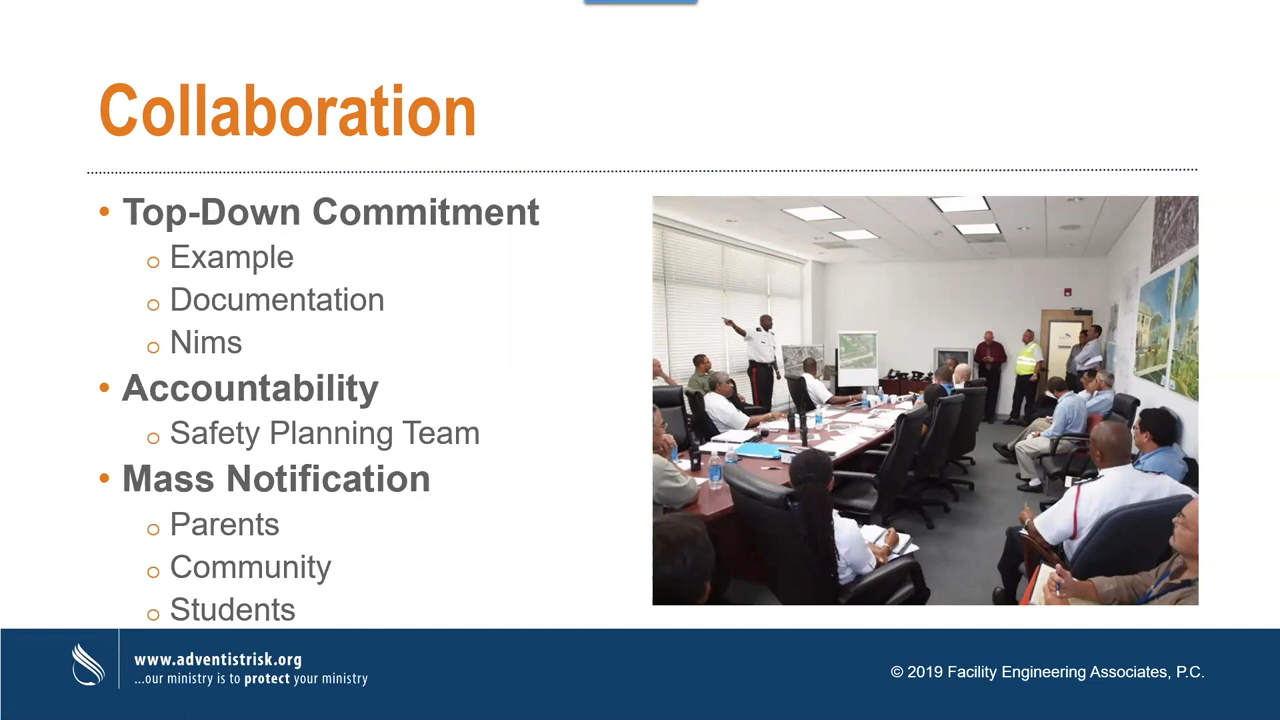 Collaboration
• Top-Down Commitment
o Example
o Documentation
o Nims
• Accountability
o Safety Planning Team
• Mass Notification
o Parents
o Community
o Students
www.adventistrisk.org
...our ministry is to protect your ministry
© 2019 Facility Engineering Associates, P.C.